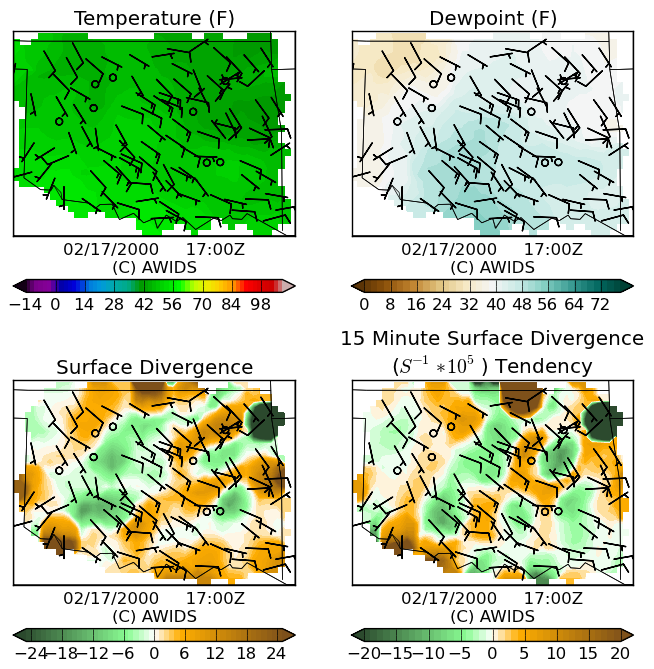 Temperature (F)
Dewpoint (F)
02/17/2000 17:00Z
(C) AWIDS
02/17/2000 17:00Z
(C) AWIDS
−14 0 14 28 42 56 70 84 98
0 8 16 24 32 40 48 56 64 72
Surface Divergence
15 Minute Surface Divergence
(S⁻¹ *10⁵ ) Tendency
02/17/2000 17:00Z
(C) AWIDS
02/17/2000 17:00Z
(C) AWIDS
−24 −18 −12 −6 0 6 12 18 24
−20 −15 −10 −5 0 5 10 15 20